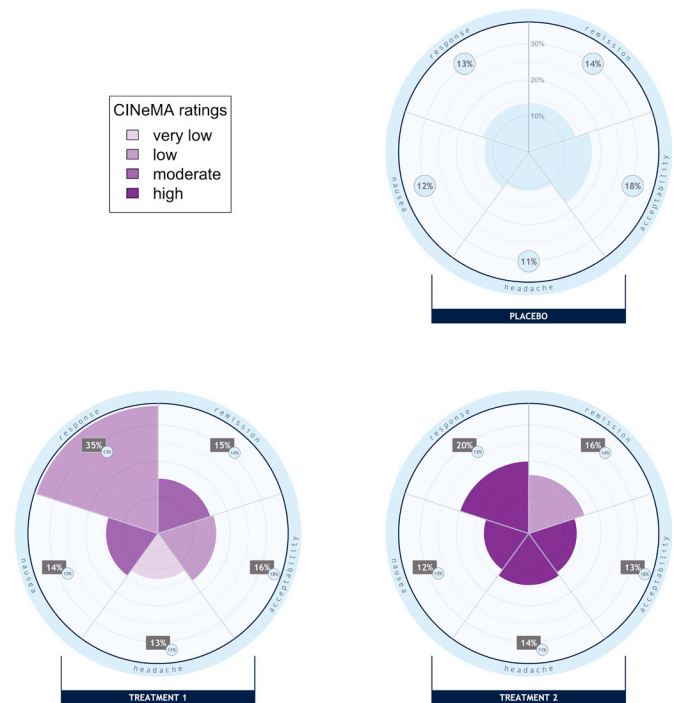 response
remission
30%
20%
10%
13%
14%
12%
18%
11%
nausea
acceptability
headache
PLACEBO
CINeMA ratings
very low
low
moderate
high
response
remission
35%
13%
15%
14%
14%
12%
16%
18%
13%
11%
nausea
acceptability
headache
TREATMENT 1
response
remission
20%
13%
16%
14%
12%
12%
13%
18%
14%
11%
nausea
acceptability
headache
TREATMENT 2